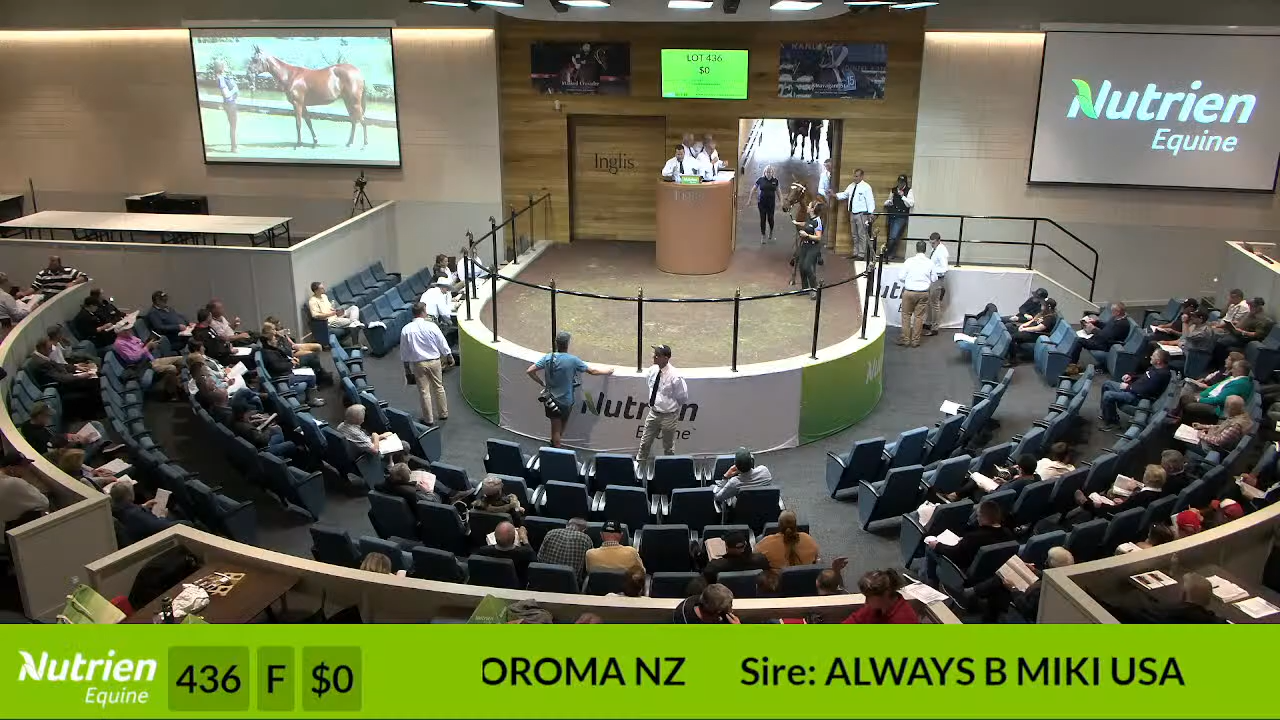 LOT 436
$0
Inglis
Nutrien
Equine
Nutrien
Equine
Nutrien
Equine
436
F
$0
OROMA NZ
Sire: ALWAYS B MIKI USA